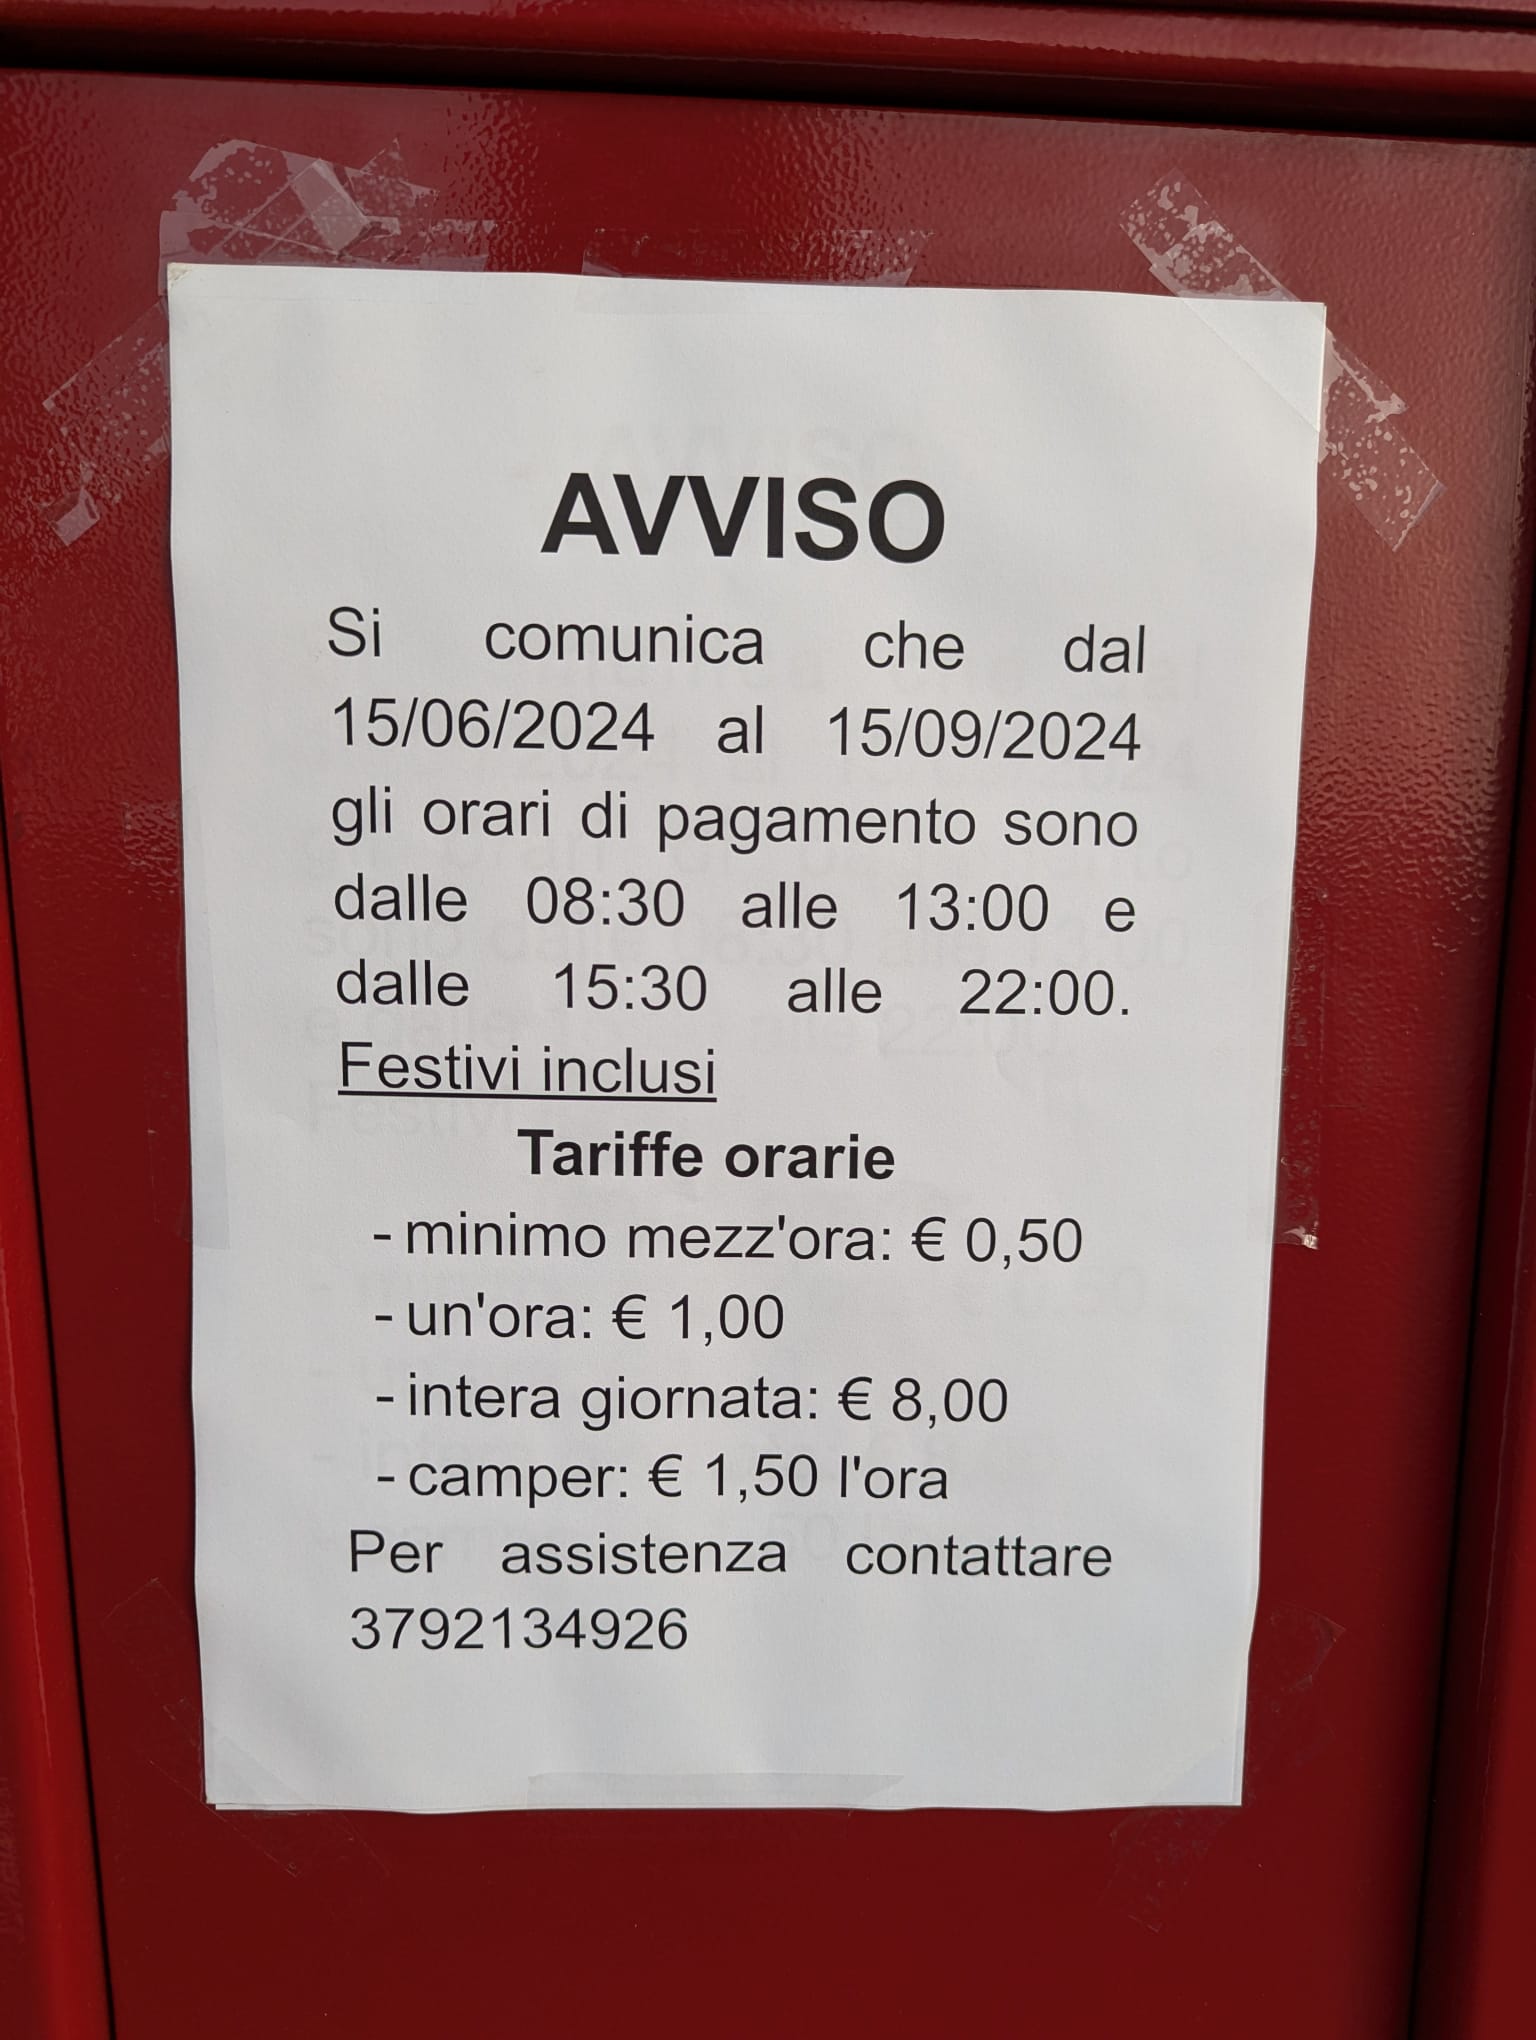 AVVISO
Si comunica che dal
15/06/2024 al 15/09/2024
gli orari di pagamento sono
dalle 08:30 alle 13:00 e
dalle 15:30 alle 22:00.
Festivi inclusi
Tariffe orarie
- minimo mezz'ora: € 0,50
- un'ora: € 1,00
- intera giornata: € 8,00
- camper: € 1,50 l'ora
Per assistenza contattare
3792134926